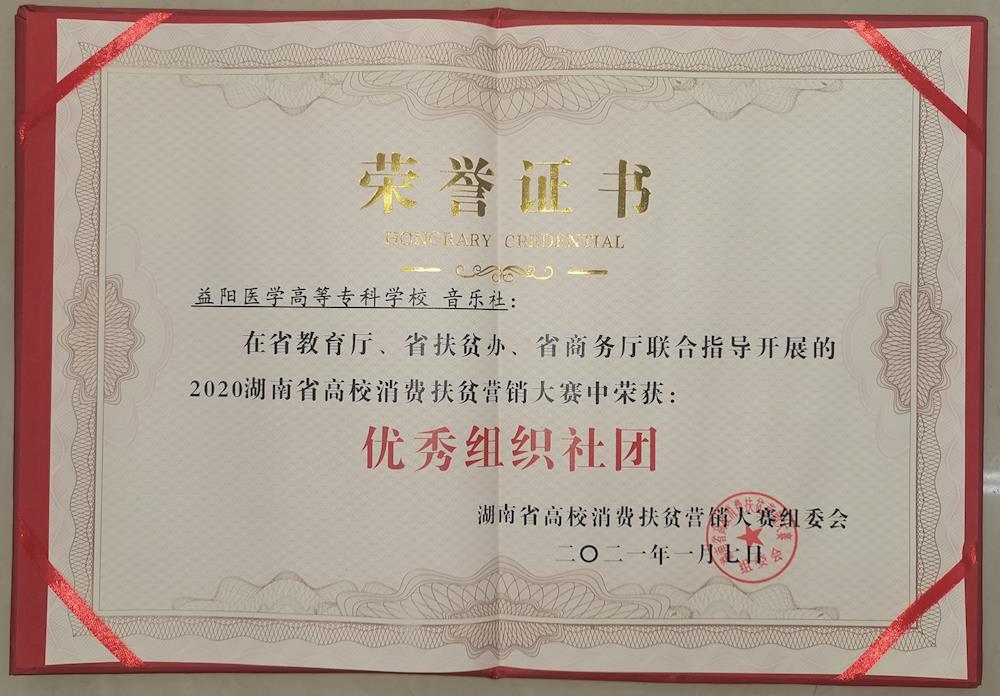 荣誉证书
HONORARY CREDENTIAL
益阳医学高等专科学校 音乐社：
在省教育厅、省扶贫办、省商务厅联合指导开展的
2020湖南省高校消费扶贫营销大赛中荣获：
优秀组织社团
湖南省高校消费扶贫营销大赛组委会
二〇二一年一月七日
组委会